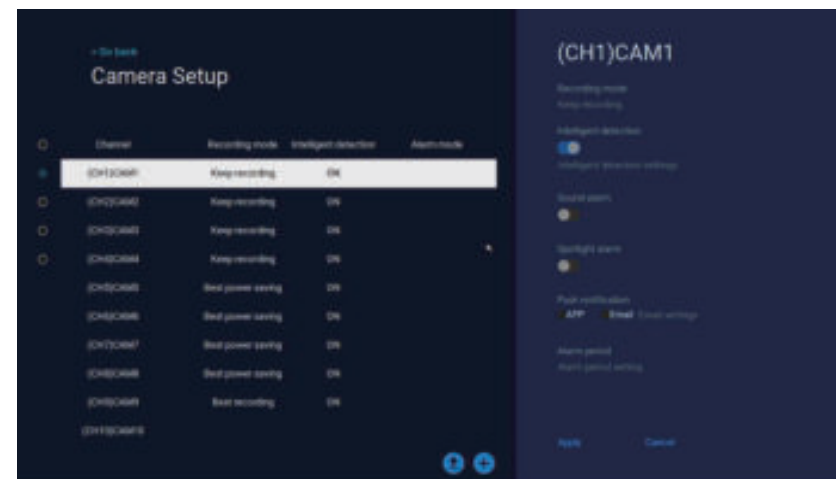 < Go back
Camera Setup
Channel Recording mode Intelligent detection Alarm mode
(CH1)CAM1 Keep recording ON
(CH2)CAM2 Keep recording ON
(CH3)CAM3 Keep recording ON
(CH4)CAM4 Keep recording ON
(CH5)CAM5 Best power saving ON
(CH6)CAM6 Best power saving ON
(CH7)CAM7 Best power saving ON
(CH8)CAM8 Best power saving ON
(CH9)CAM9 Best recording ON
(CH10)CAM10
(CH1)CAM1
Recording mode
Keep recording
Intelligent detection
Intelligent detection settings
Sound alarm
Spotlight alarm
Push notification
APP Email Email settings
Alarm period
Alarm period setting
Apply Cancel